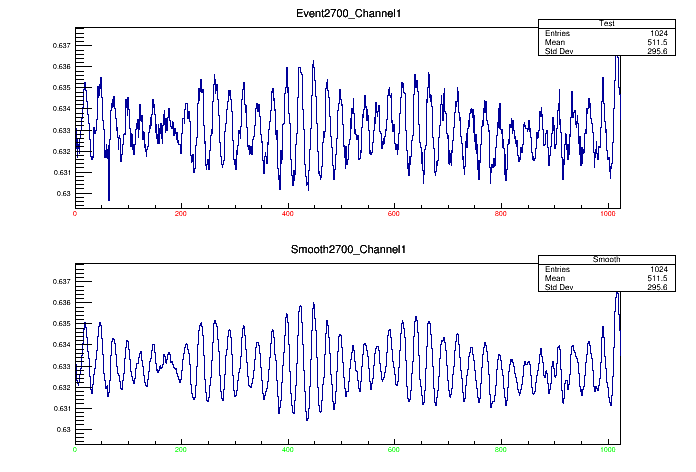 Event2700_Channel1
Test
Entries 1024
Mean 511.5
Std Dev 295.6
0.637
0.636
0.635
0.634
0.633
0.632
0.631
0.63
0 200 400 600 800 1000
Smooth2700_Channel1
Smooth
Entries 1024
Mean 511.5
Std Dev 295.6
0.637
0.636
0.635
0.634
0.633
0.632
0.631
0.63
0 200 400 600 800 1000